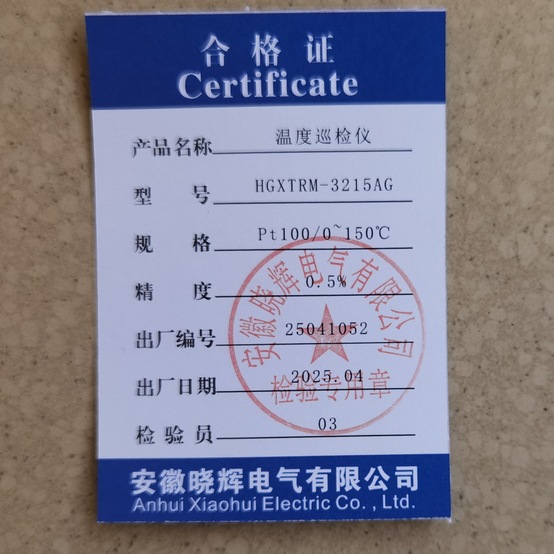 合格证
Certificate
产品名称 温度巡检仪
型 号 HGXTRM-3215AG
规 格 Pt100/0~150℃
精 度 0.5%
出厂编号 25041052
出厂日期 2025.04
检验员 03
安徽晓辉电气有限公司
检验专用章
安徽晓辉电气有限公司
Anhui Xiaohui Electric Co. , Ltd.